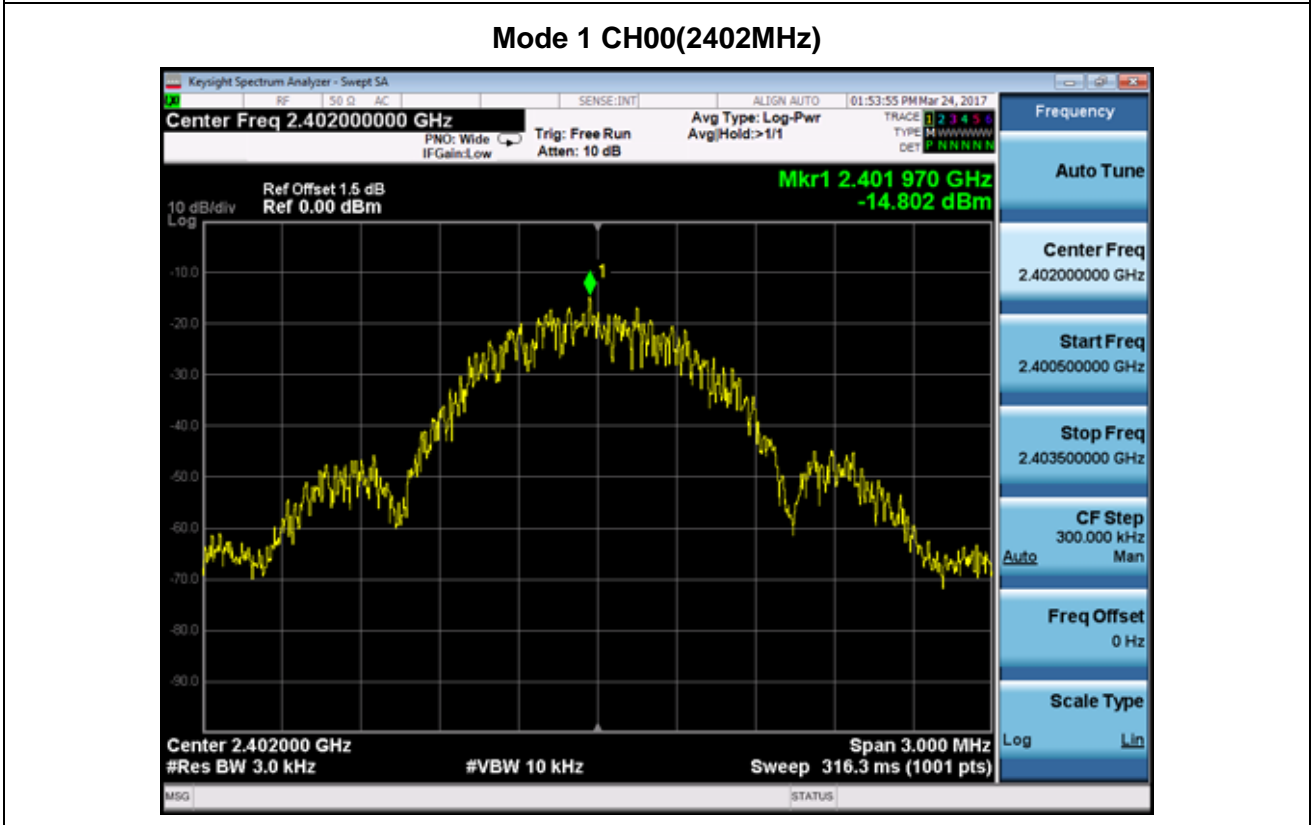 Mode 1 CH00(2402MHz)
Keysight Spectrum Analyzer - Swept SA
LXI RF 50 Ω AC SENSE:INT ALIGN AUTO 01:53:55 PM Mar 24, 2017
Center Freq 2.402000000 GHz
PNO: Wide
IFGain:Low
Trig: Free Run
Atten: 10 dB
Avg Type: Log-Pwr
Avg|Hold:>1/1
TRACE 1 2 3 4 5 6
TYPE M WWWWW
DET P N N N N N
Mkr1 2.401 970 GHz
-14.802 dBm
Ref Offset 1.5 dB
10 dB/div Ref 0.00 dBm
Log
1
-10.0
-20.0
-30.0
-40.0
-50.0
-60.0
-70.0
-80.0
-90.0
Center 2.402000 GHz Span 3.000 MHz
#Res BW 3.0 kHz #VBW 10 kHz Sweep 316.3 ms (1001 pts)
MSG STATUS
Frequency
Auto Tune
Center Freq
2.402000000 GHz
Start Freq
2.400500000 GHz
Stop Freq
2.403500000 GHz
CF Step
300.000 kHz
Auto Man
Freq Offset
0 Hz
Scale Type
Log Lin